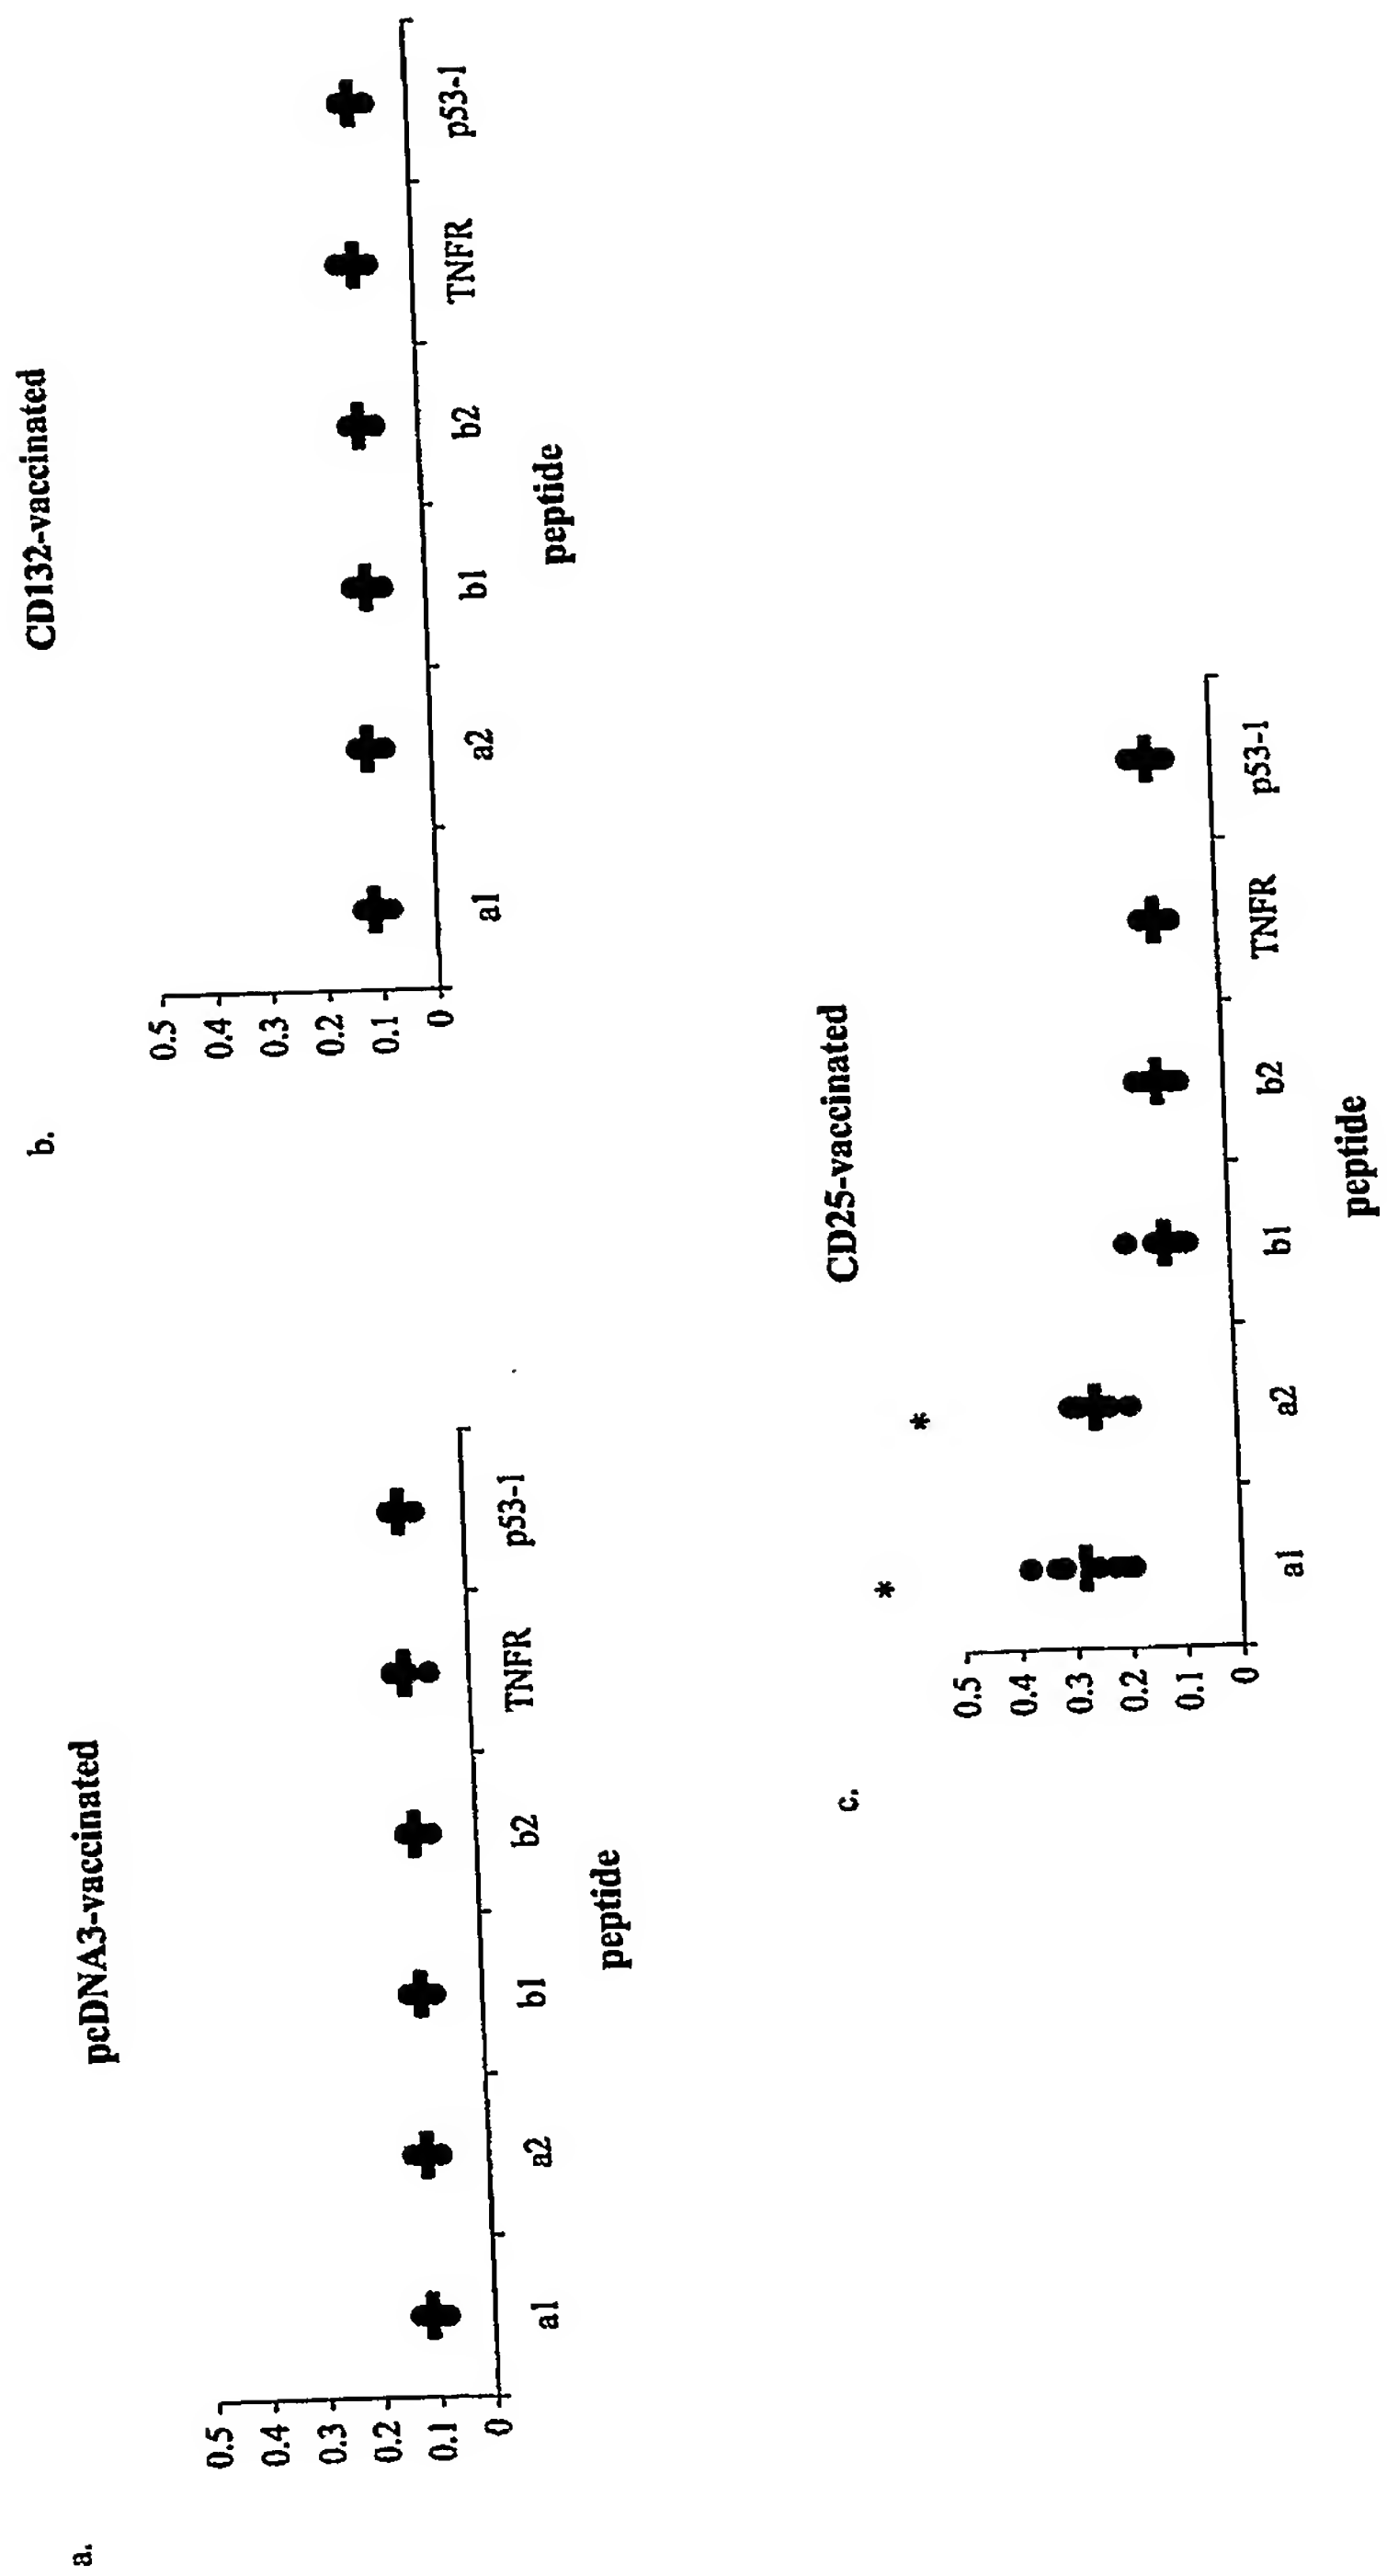 a.
pcDNA3-vaccinated
0.5
0.4
0.3
0.2
0.1
0
a1 a2 b1 b2 TNFR p53-1
peptide
b.
CD132-vaccinated
0.5
0.4
0.3
0.2
0.1
0
a1 a2 b1 b2 TNFR p53-1
peptide
c.
CD25-vaccinated
* *
0.5
0.4
0.3
0.2
0.1
0
a1 a2 b1 b2 TNFR p53-1
peptide